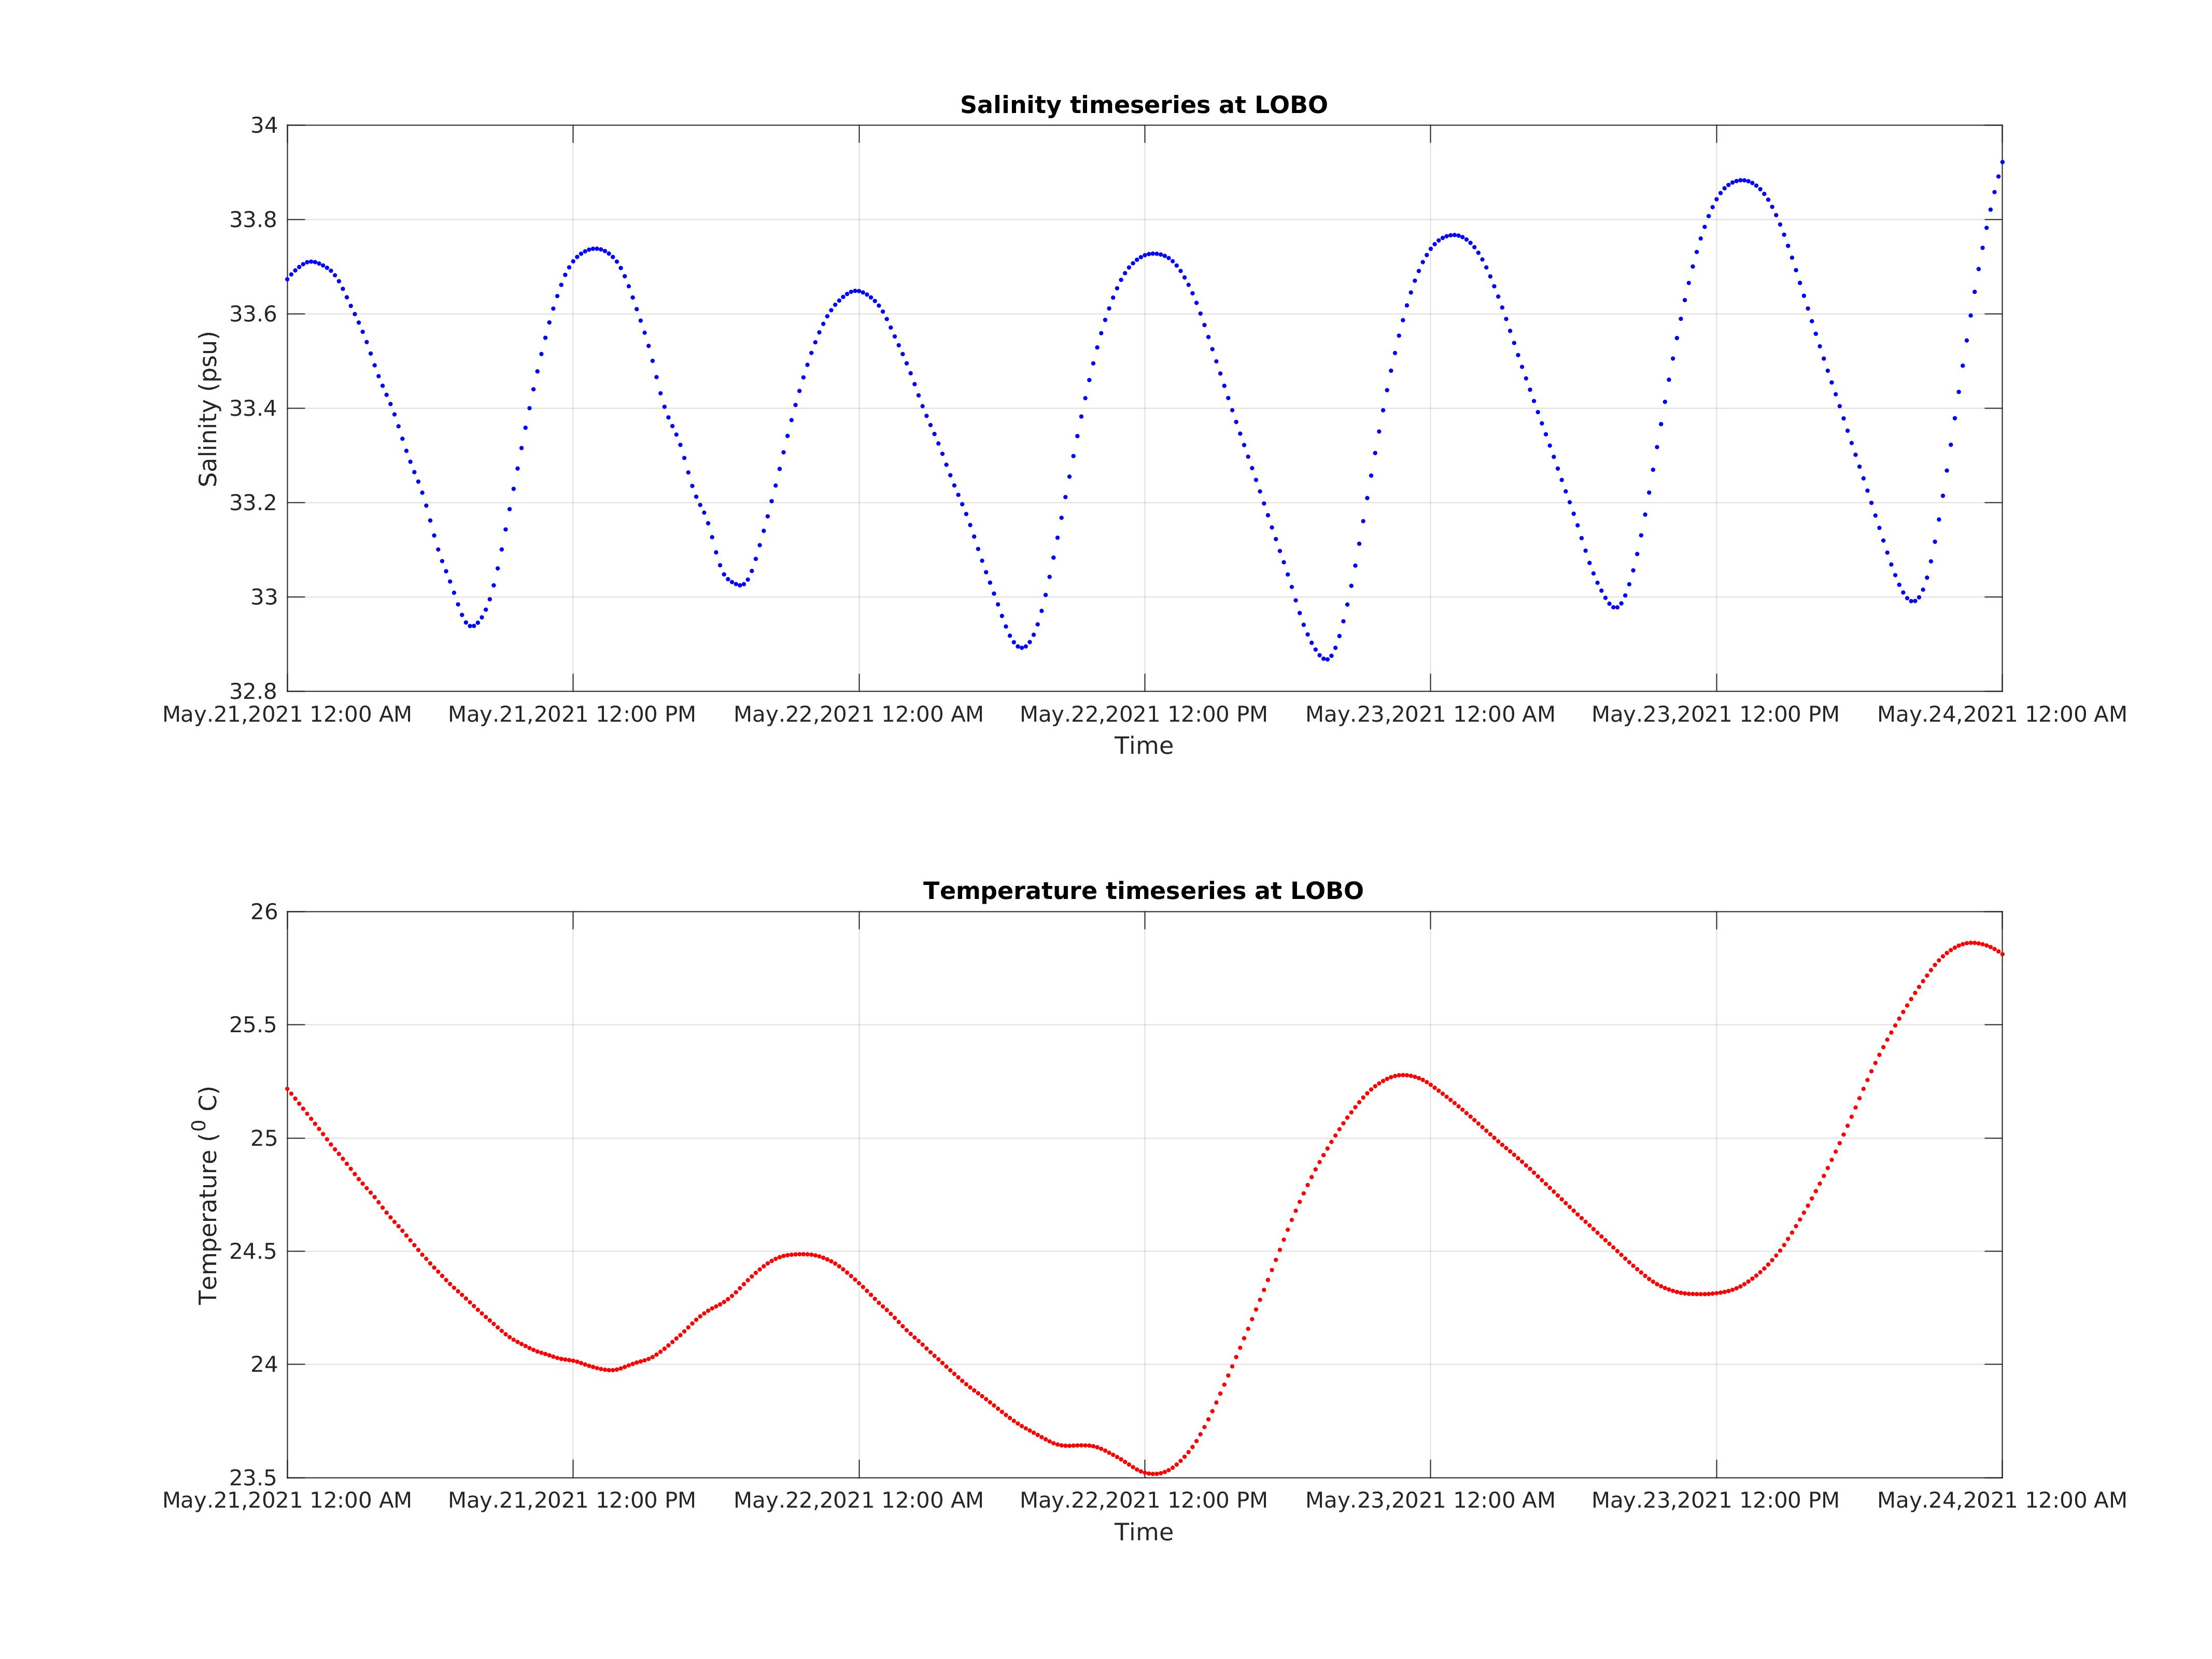 Salinity timeseries at LOBO
34
33.8
33.6
33.4
33.2
33
32.8
Salinity (psu)
May.21,2021 12:00 AM May.21,2021 12:00 PM May.22,2021 12:00 AM May.22,2021 12:00 PM May.23,2021 12:00 AM May.23,2021 12:00 PM May.24,2021 12:00 AM
Time
Temperature timeseries at LOBO
26
25.5
25
24.5
24
23.5
Temperature (⁰ C)
May.21,2021 12:00 AM May.21,2021 12:00 PM May.22,2021 12:00 AM May.22,2021 12:00 PM May.23,2021 12:00 AM May.23,2021 12:00 PM May.24,2021 12:00 AM
Time